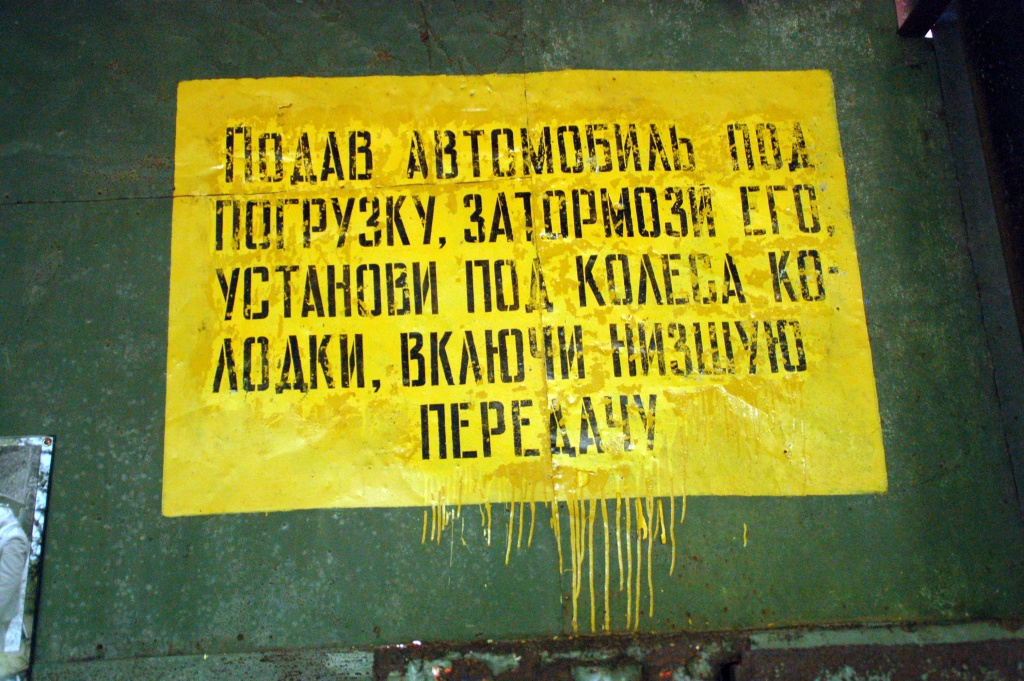 Подав автомобиль под
погрузку, затормози его,
установи под колеса ко-
лодки, включи низшую
передачу